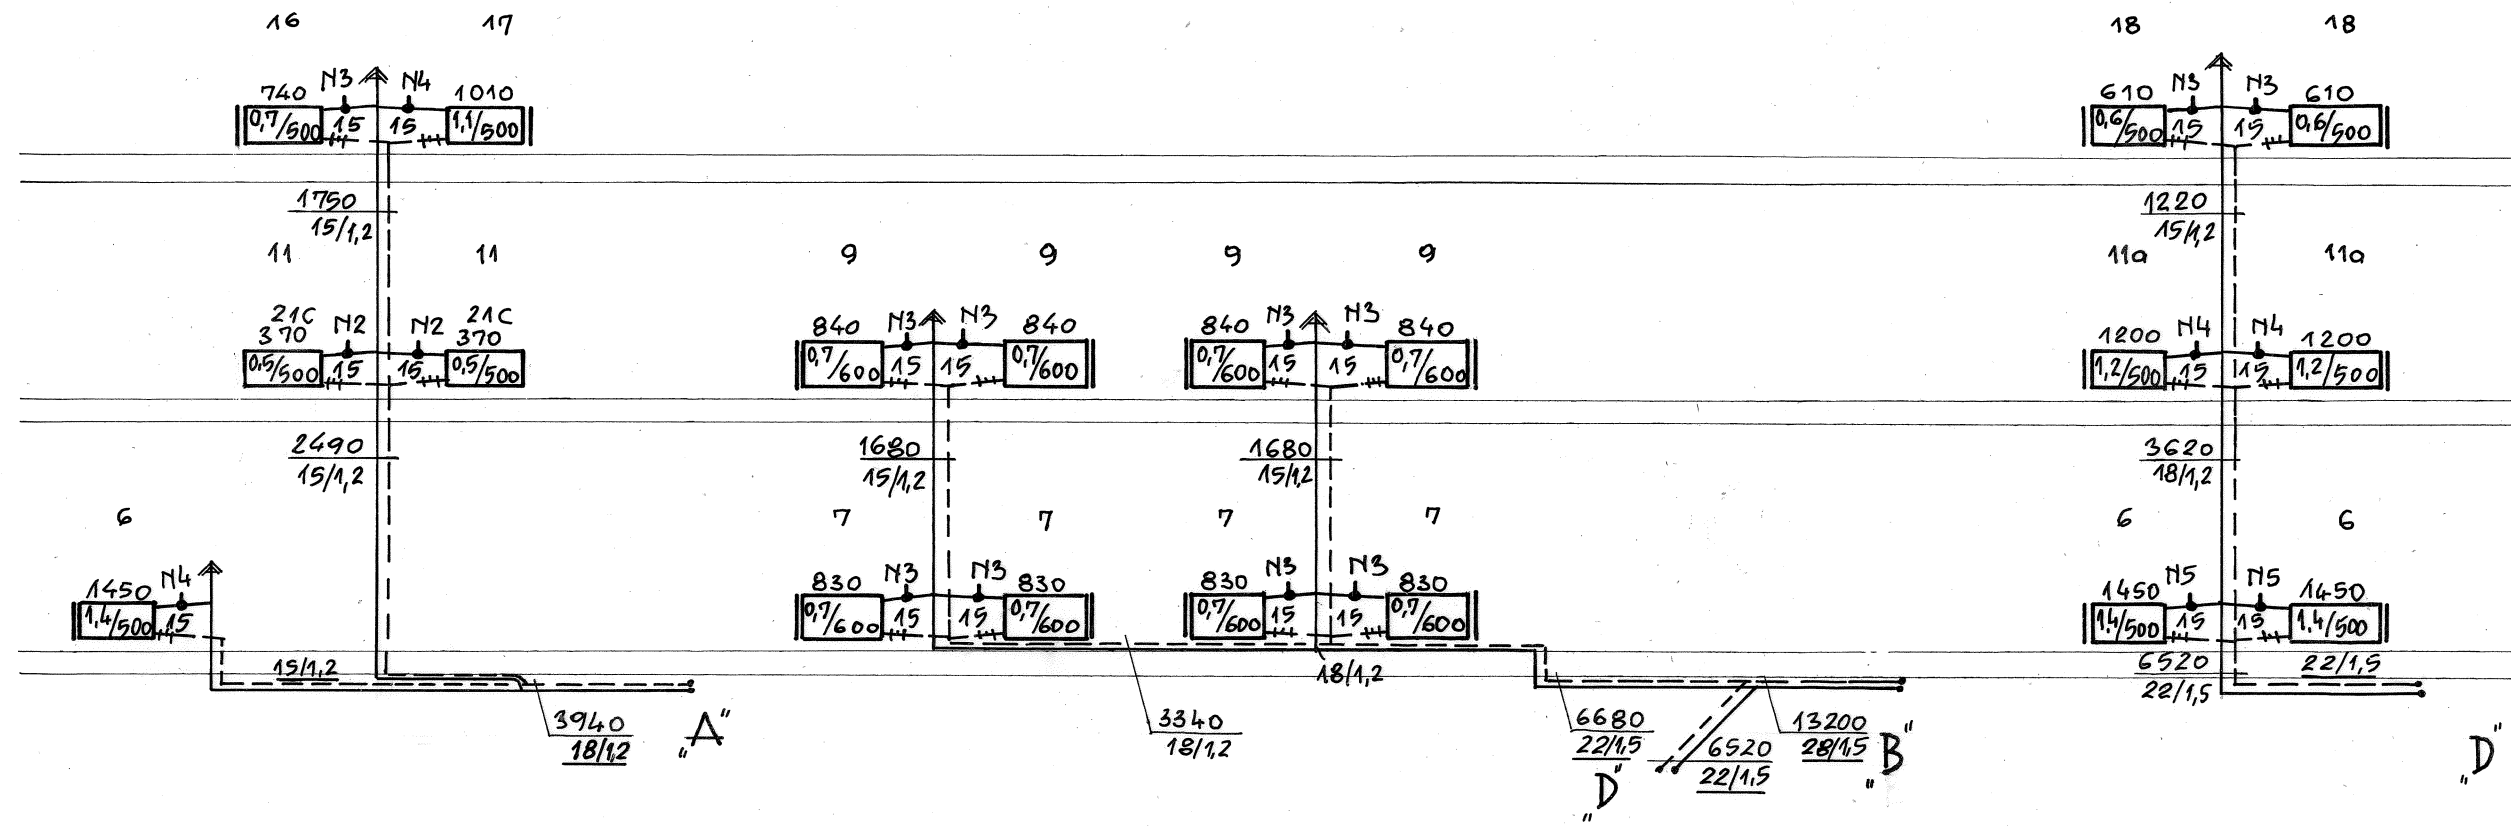 16 17 18 18
N3 N4 N3 N3
740 1010 610 610
0,7/500 15 15 1,1/500 0,6/500 15 15 0,6/500
1750 1220
15/1,2 15/1,2
11 11 9 9 9 9 11a 11a
21C 21C
370 N2 N2 370 840 N3 N3 840 840 N3 N3 840 1200 N4 N4 1200
0,5/500 15 15 0,5/500 0,7/600 15 15 0,7/600 0,7/600 15 15 0,7/600 1,2/500 15 15 1,2/500
2490 1680 1680 3620
15/1,2 15/1,2 15/1,2 18/1,2
6 7 7 7 7 6 6
1450 N4 830 N3 N3 830 830 N3 N3 830 1450 N5 N5 1450
1,4/500 15 0,7/600 15 15 0,7/600 0,7/600 15 15 0,7/600 1,4/500 15 15 1,4/500
15/1,2 18/1,2 6520 22/1,5
22/1,5
3940 3340 6680 13200
18/1,2 18/1,2 22/1,5 28/1,5
„A" „B" „D"
6520
22/1,5
„D"